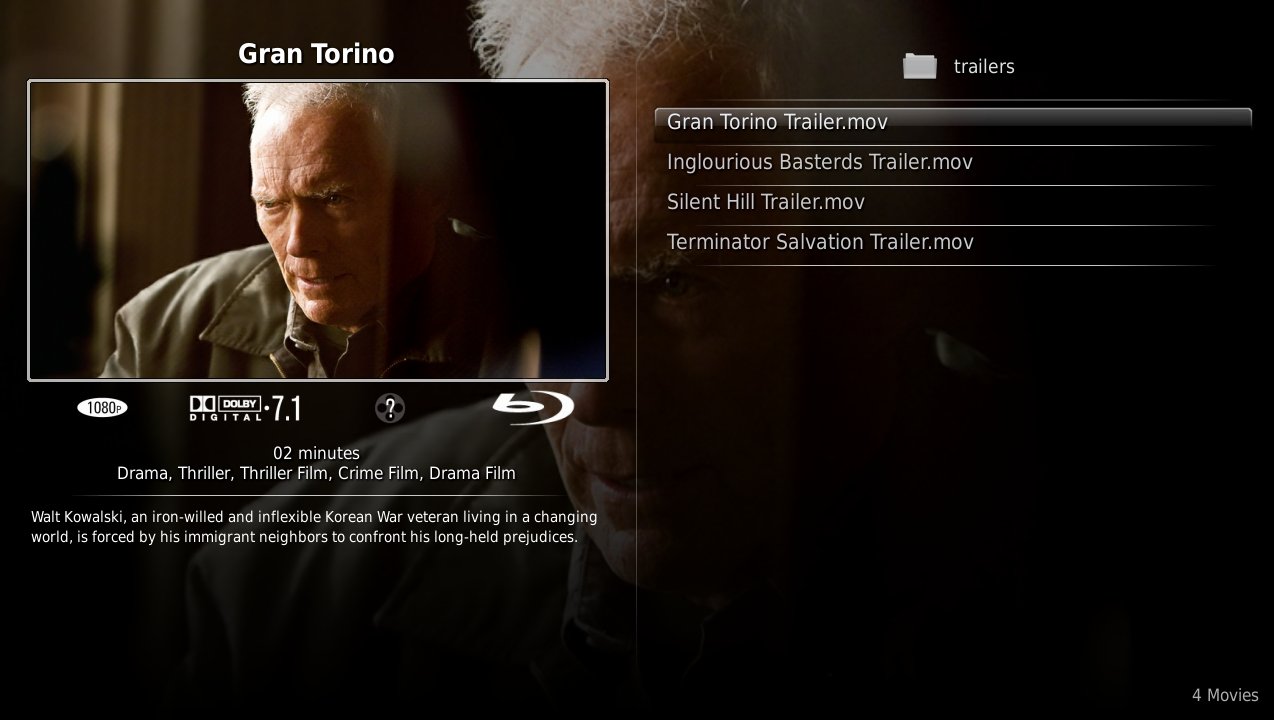 Gran Torino
1080P
DOLBY DIGITAL·7.1
?
02 minutes
Drama, Thriller, Thriller Film, Crime Film, Drama Film
Walt Kowalski, an iron-willed and inflexible Korean War veteran living in a changing
world, is forced by his immigrant neighbors to confront his long-held prejudices.
trailers
Gran Torino Trailer.mov
Inglourious Basterds Trailer.mov
Silent Hill Trailer.mov
Terminator Salvation Trailer.mov
4 Movies